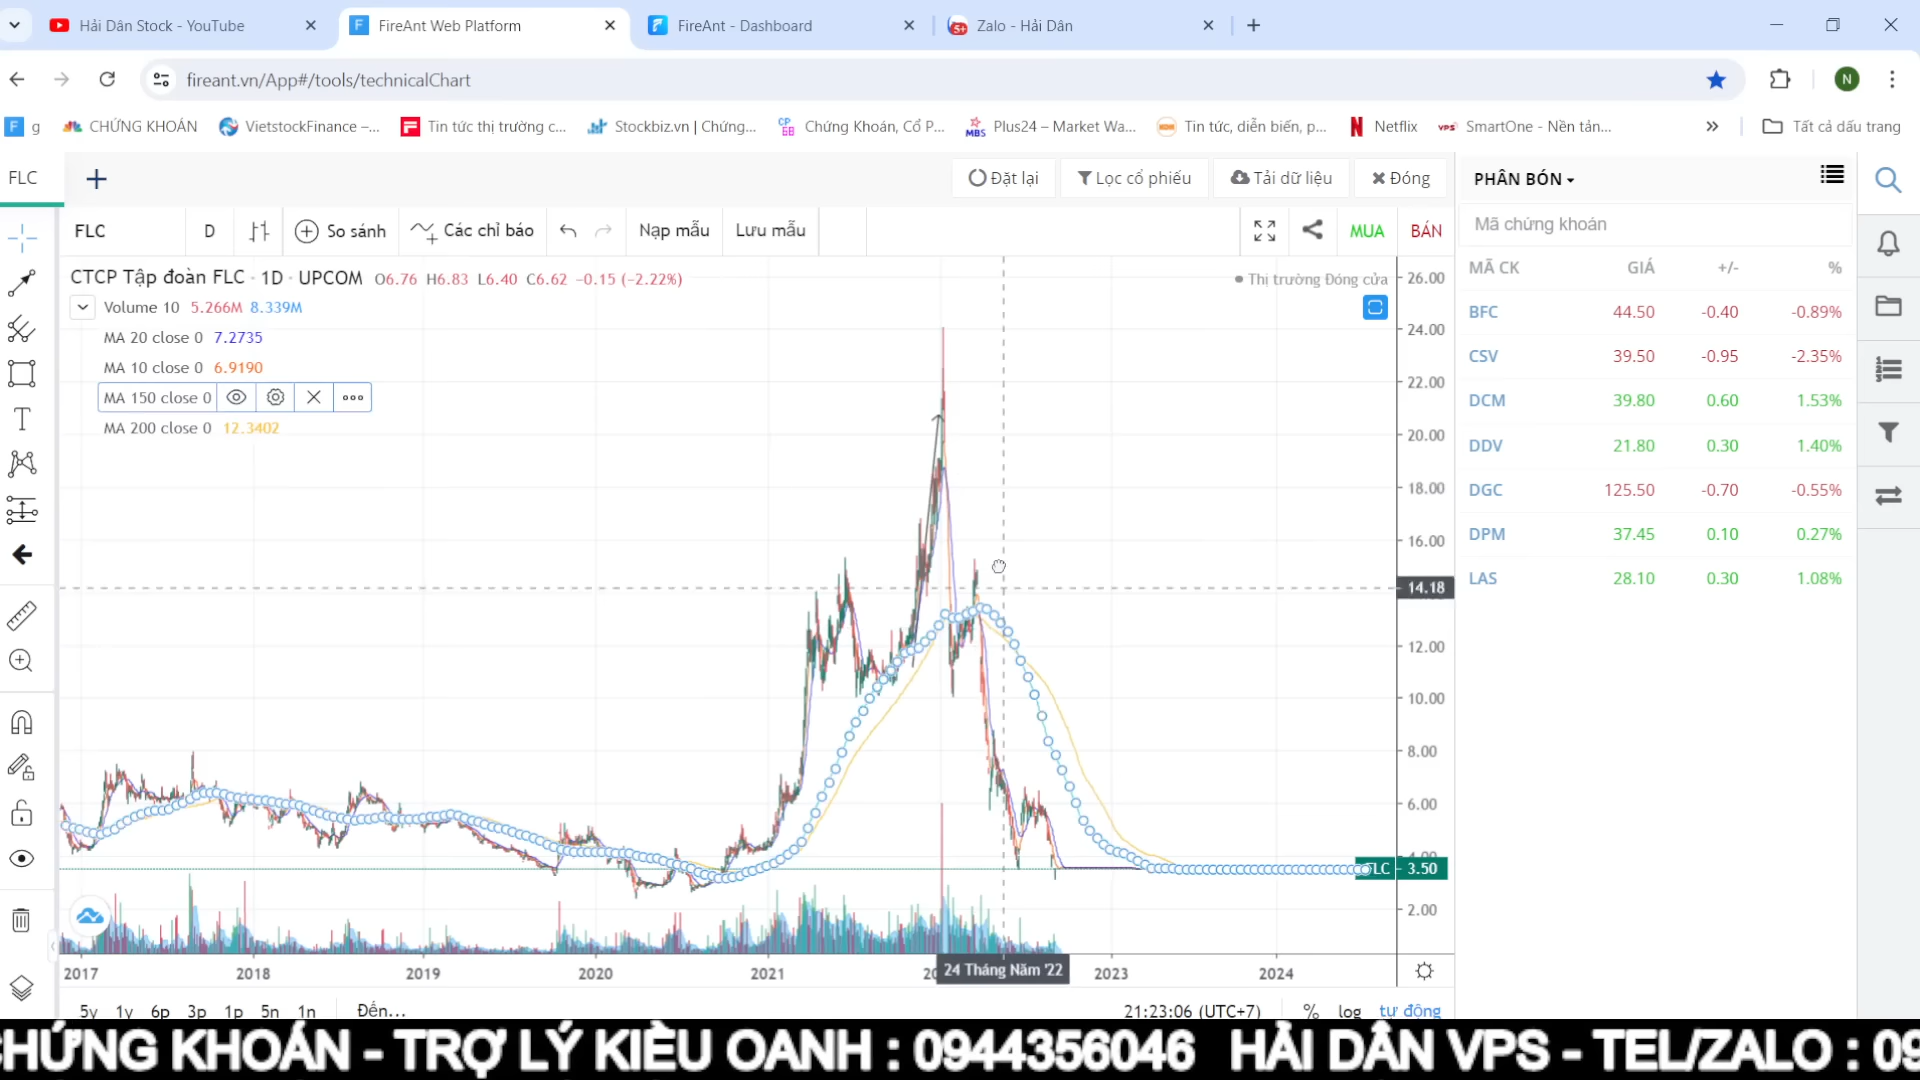 Hải Dân Stock - YouTube
FireAnt Web Platform
FireAnt - Dashboard
Zalo - Hải Dân
fireant.vn/App#/tools/technicalChart
N
g
CHỨNG KHOÁN
VietstockFinance –...
Tin tức thị trường c...
Stockbiz.vn | Chứng...
Chứng Khoán, Cổ P...
Plus24 – Market Wa...
Tin tức, diễn biến, p...
Netflix
SmartOne - Nền tản...
Tất cả dấu trang
FLC
Đặt lại
Lọc cổ phiếu
Tải dữ liệu
Đóng
PHÂN BÓN
FLC
D
So sánh
Các chỉ báo
Nạp mẫu
Lưu mẫu
MUA
BÁN
Mã chứng khoán
CTCP Tập đoàn FLC · 1D · UPCOM O6.76 H6.83 L6.40 C6.62 −0.15 (−2.22%)
Thị trường Đóng cửa
Volume 10 5.266M 8.339M
MA 20 close 0 7.2735
MA 10 close 0 6.9190
MA 150 close 0
MA 200 close 0 12.3402
26.00
24.00
22.00
20.00
18.00
16.00
14.18
12.00
10.00
8.00
6.00
4.00
FLC 3.50
2.00
MÃ CK GIÁ +/- %
BFC 44.50 -0.40 -0.89%
CSV 39.50 -0.95 -2.35%
DCM 39.80 0.60 1.53%
DDV 21.80 0.30 1.40%
DGC 125.50 -0.70 -0.55%
DPM 37.45 0.10 0.27%
LAS 28.10 0.30 1.08%
2017 2018 2019 2020 2021 24 Tháng Năm '22 2023 2024
5y 1y 6p 3p 1p 5n 1n Đến...
21:23:06 (UTC+7) % log tự động
CHỨNG KHOÁN - TRỢ LÝ KIỀU OANH : 0944356046 HẢI DÂN VPS - TEL/ZALO : 09